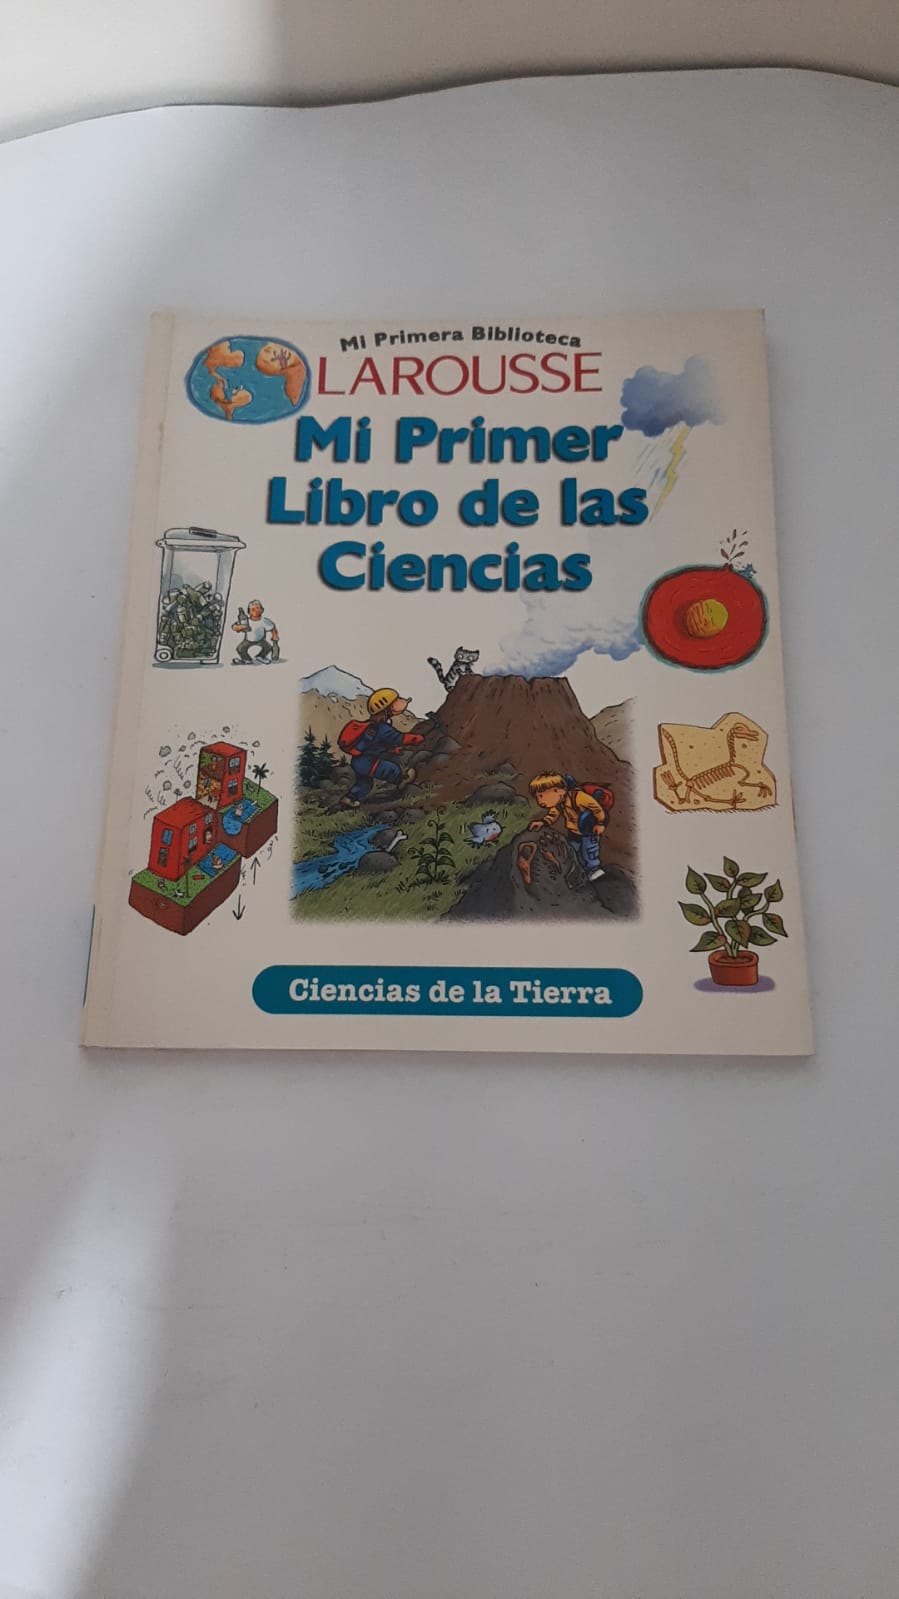 Mi Primera Biblioteca
LAROUSSE
Mi Primer
Libro de las
Ciencias
Ciencias de la Tierra